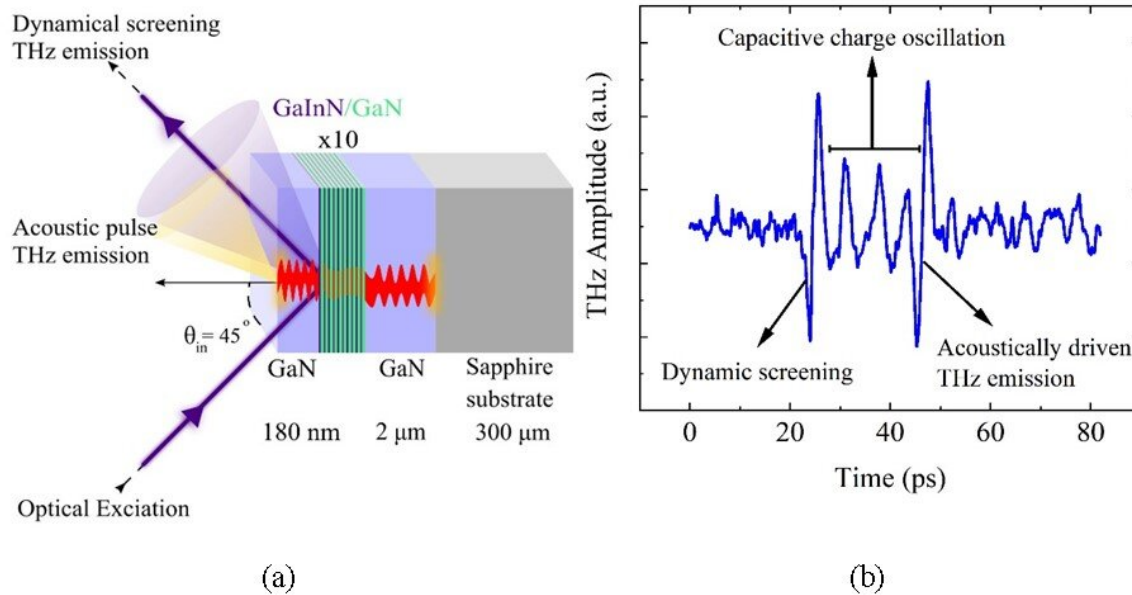 Dynamical screening
THz emission
GaInN/GaN
x10
Acoustic pulse
THz emission
θin = 45°
GaN
GaN
Sapphire
substrate
180 nm
2 μm
300 μm
Optical Exciation
(a)
(b)
Capacitive charge oscillation
THz Amplitude (a.u.)
Dynamic screening
Acoustically driven
THz emission
0
20
40
60
80
Time (ps)
(b)